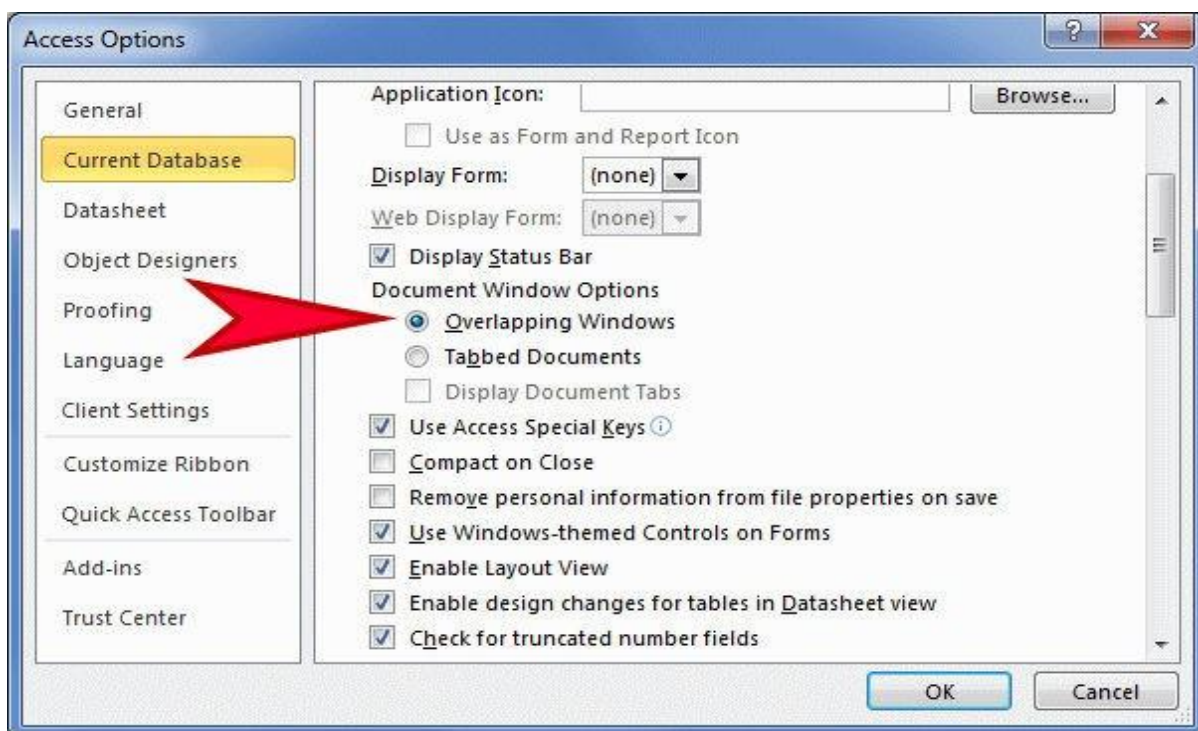 Access Options
General
Current Database
Datasheet
Object Designers
Proofing
Language
Client Settings
Customize Ribbon
Quick Access Toolbar
Add-ins
Trust Center
Application Icon:
Browse...
Use as Form and Report Icon
Display Form: (none)
Web Display Form: (none)
Display Status Bar
Document Window Options
Overlapping Windows
Tabbed Documents
Display Document Tabs
Use Access Special Keys
Compact on Close
Remove personal information from file properties on save
Use Windows-themed Controls on Forms
Enable Layout View
Enable design changes for tables in Datasheet view
Check for truncated number fields
OK
Cancel